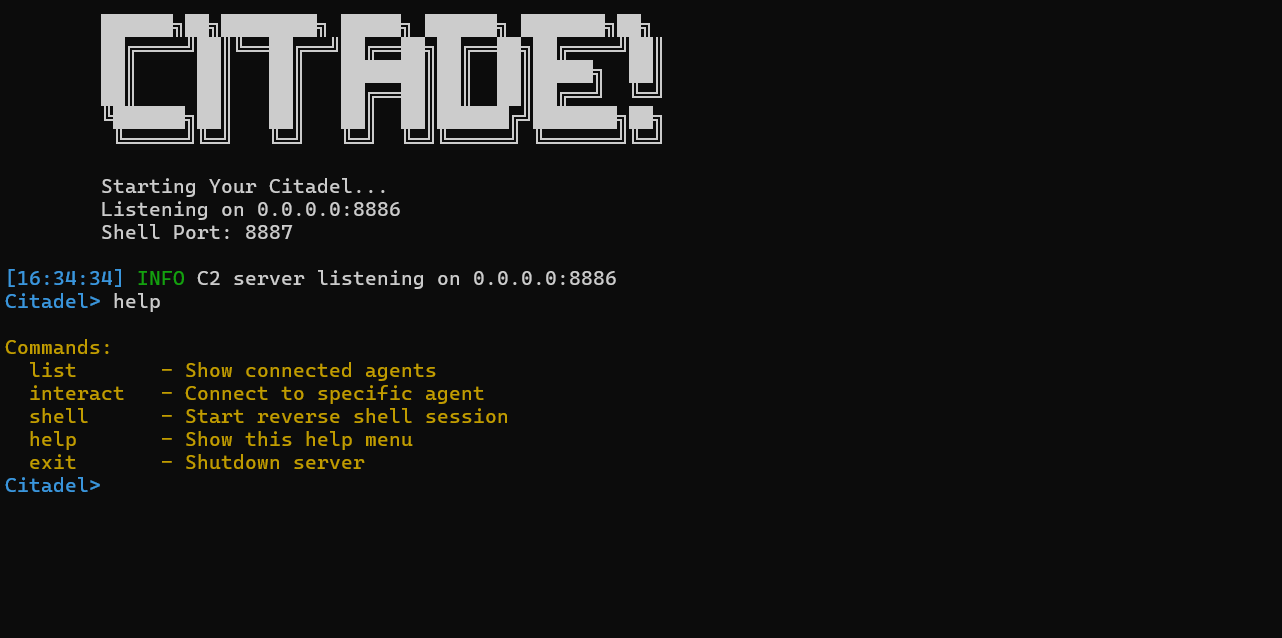 CITADE!
Starting Your Citadel...
Listening on 0.0.0.0:8886
Shell Port: 8887
[16:34:34] INFO C2 server listening on 0.0.0.0:8886
Citadel> help
Commands:
list - Show connected agents
interact - Connect to specific agent
shell - Start reverse shell session
help - Show this help menu
exit - Shutdown server
Citadel>